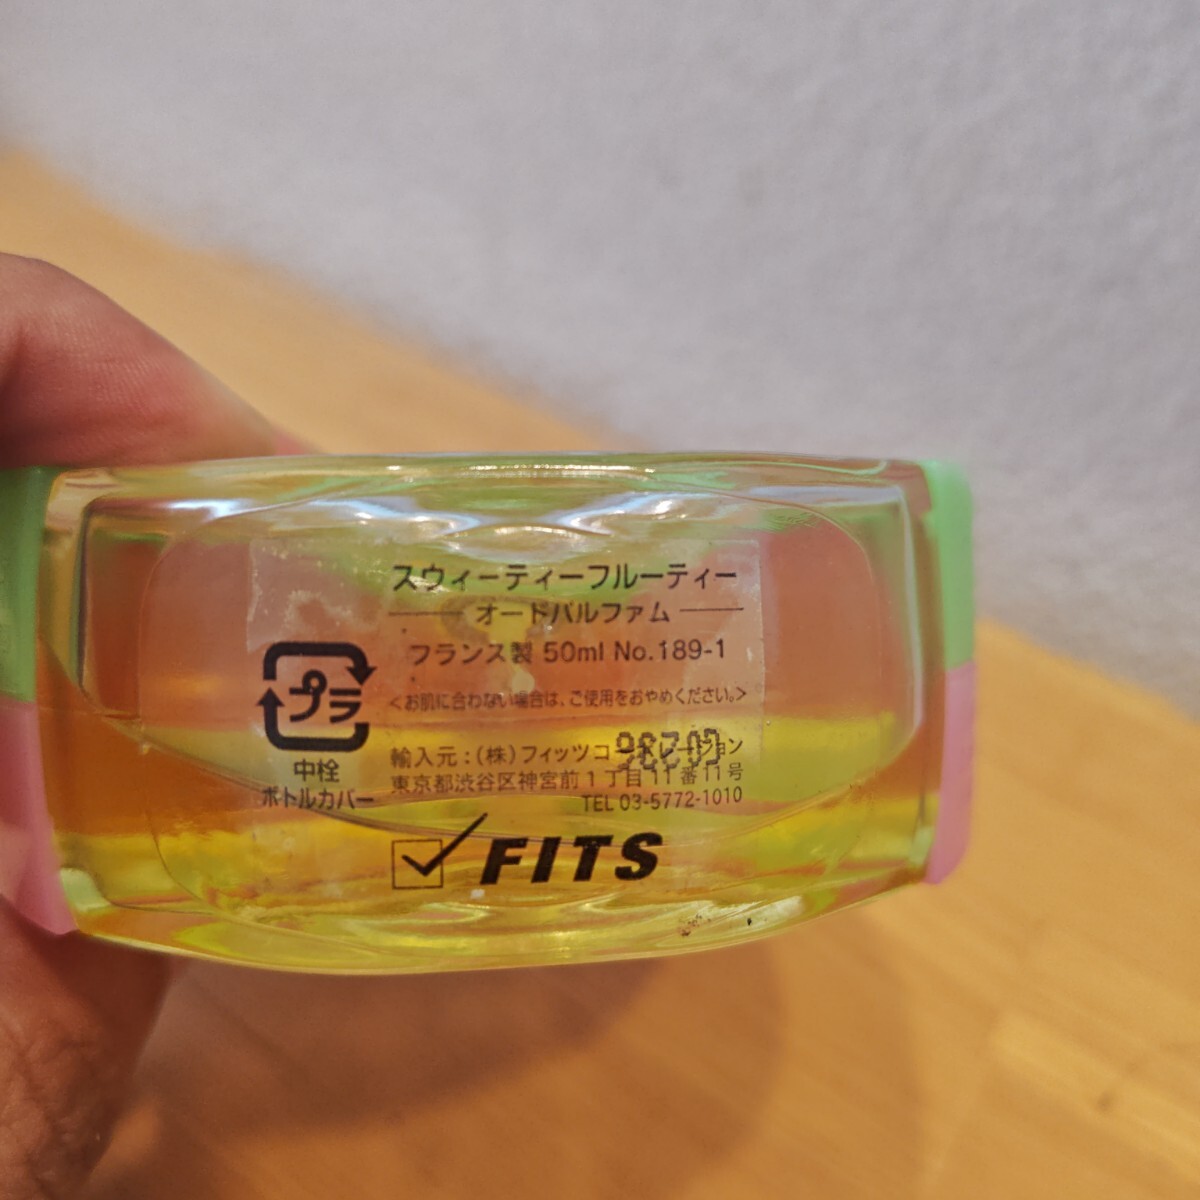 スウィーティーフルーティー
オードパルファム
フランス製 50ml No.189-1
<お肌に合わない場合は、ご使用をおやめください。>
プラ
中栓
ボトルカバー
輸入元：(株)フィッツコーポレーション
東京都渋谷区神宮前1丁目11番11号
TEL 03-5772-1010
FITS